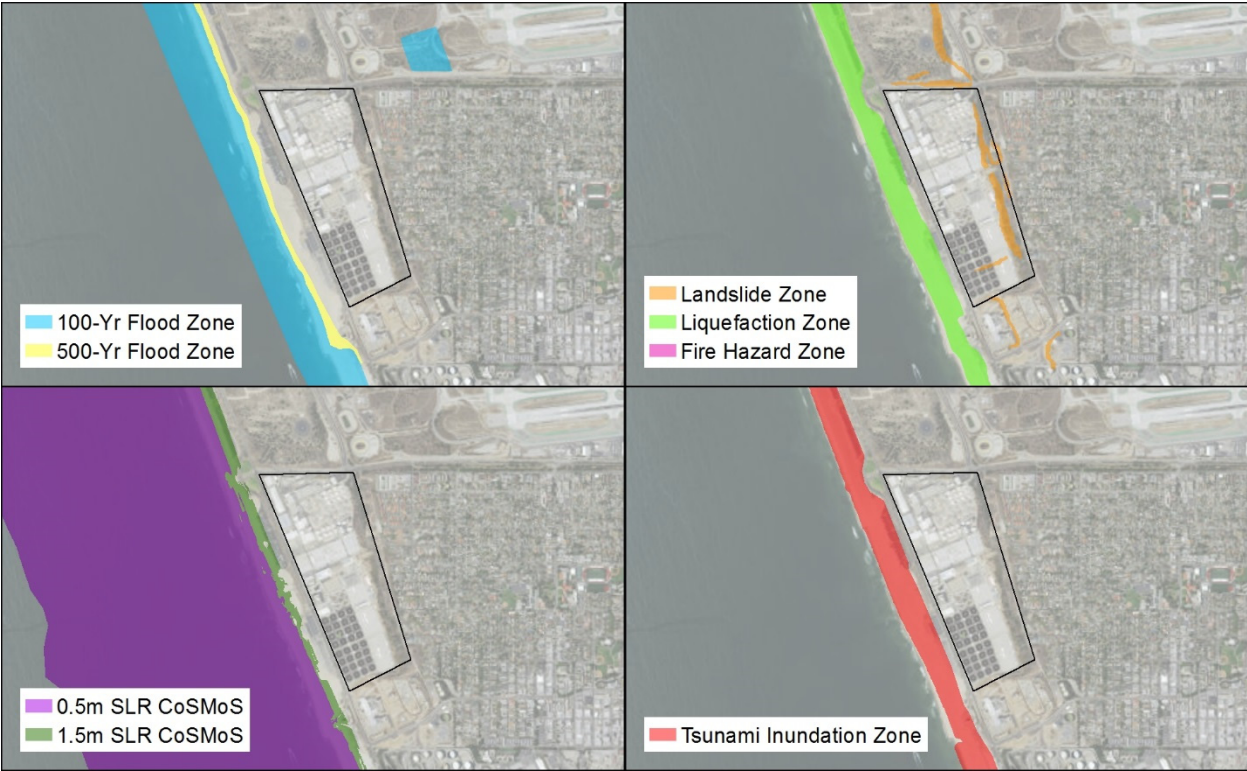 100-Yr Flood Zone
500-Yr Flood Zone
Landslide Zone
Liquefaction Zone
Fire Hazard Zone
0.5m SLR CoSMoS
1.5m SLR CoSMoS
Tsunami Inundation Zone